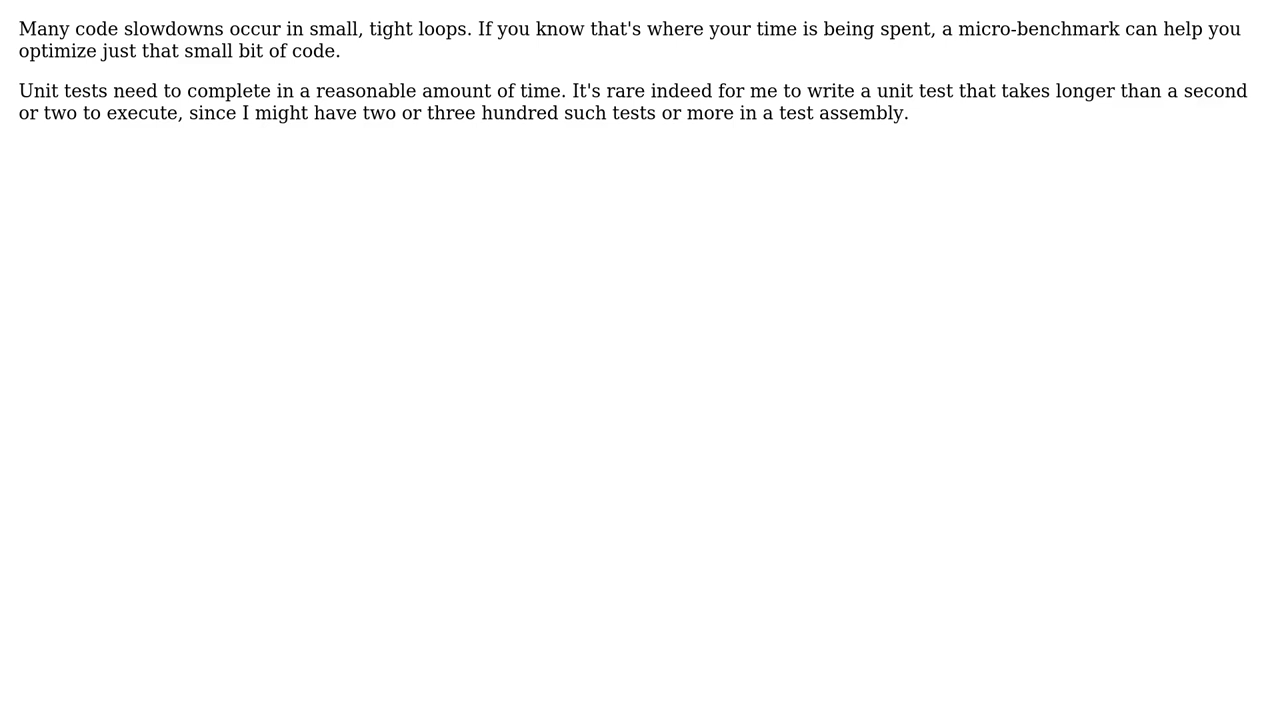 Many code slowdowns occur in small, tight loops. If you know that's where your time is being spent, a micro-benchmark can help you
optimize just that small bit of code.
Unit tests need to complete in a reasonable amount of time. It's rare indeed for me to write a unit test that takes longer than a second
or two to execute, since I might have two or three hundred such tests or more in a test assembly.